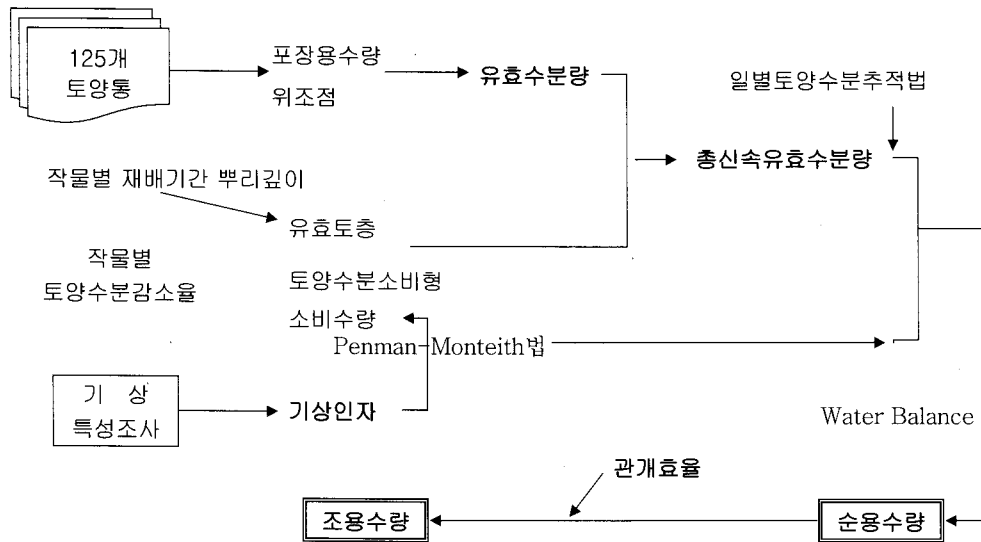 125개
토양통
포장용수량
위조점
유효수분량
일별토양수분추적법
총신속유효수분량
작물별 재배기간 뿌리깊이
유효토층
작물별
토양수분감소율
토양수분소비형
소비수량
Penman-Monteith법
기 상
특성조사
기상인자
Water Balance
관개효율
조용수량
순용수량